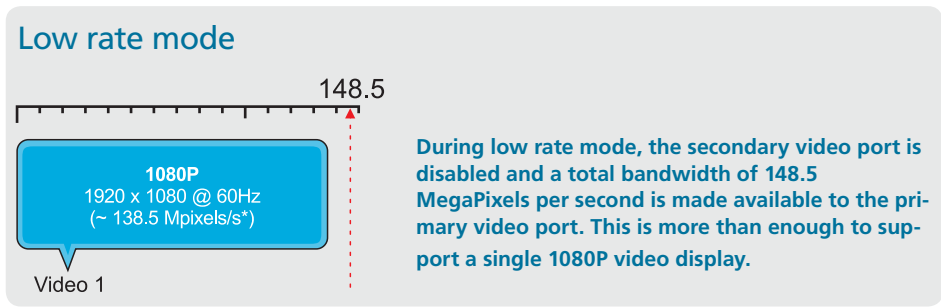 Low rate mode
148.5
1080P
1920 x 1080 @ 60Hz
(~ 138.5 Mpixels/s*)
Video 1
During low rate mode, the secondary video port is
disabled and a total bandwidth of 148.5
MegaPixels per second is made available to the pri-
mary video port. This is more than enough to sup-
port a single 1080P video display.